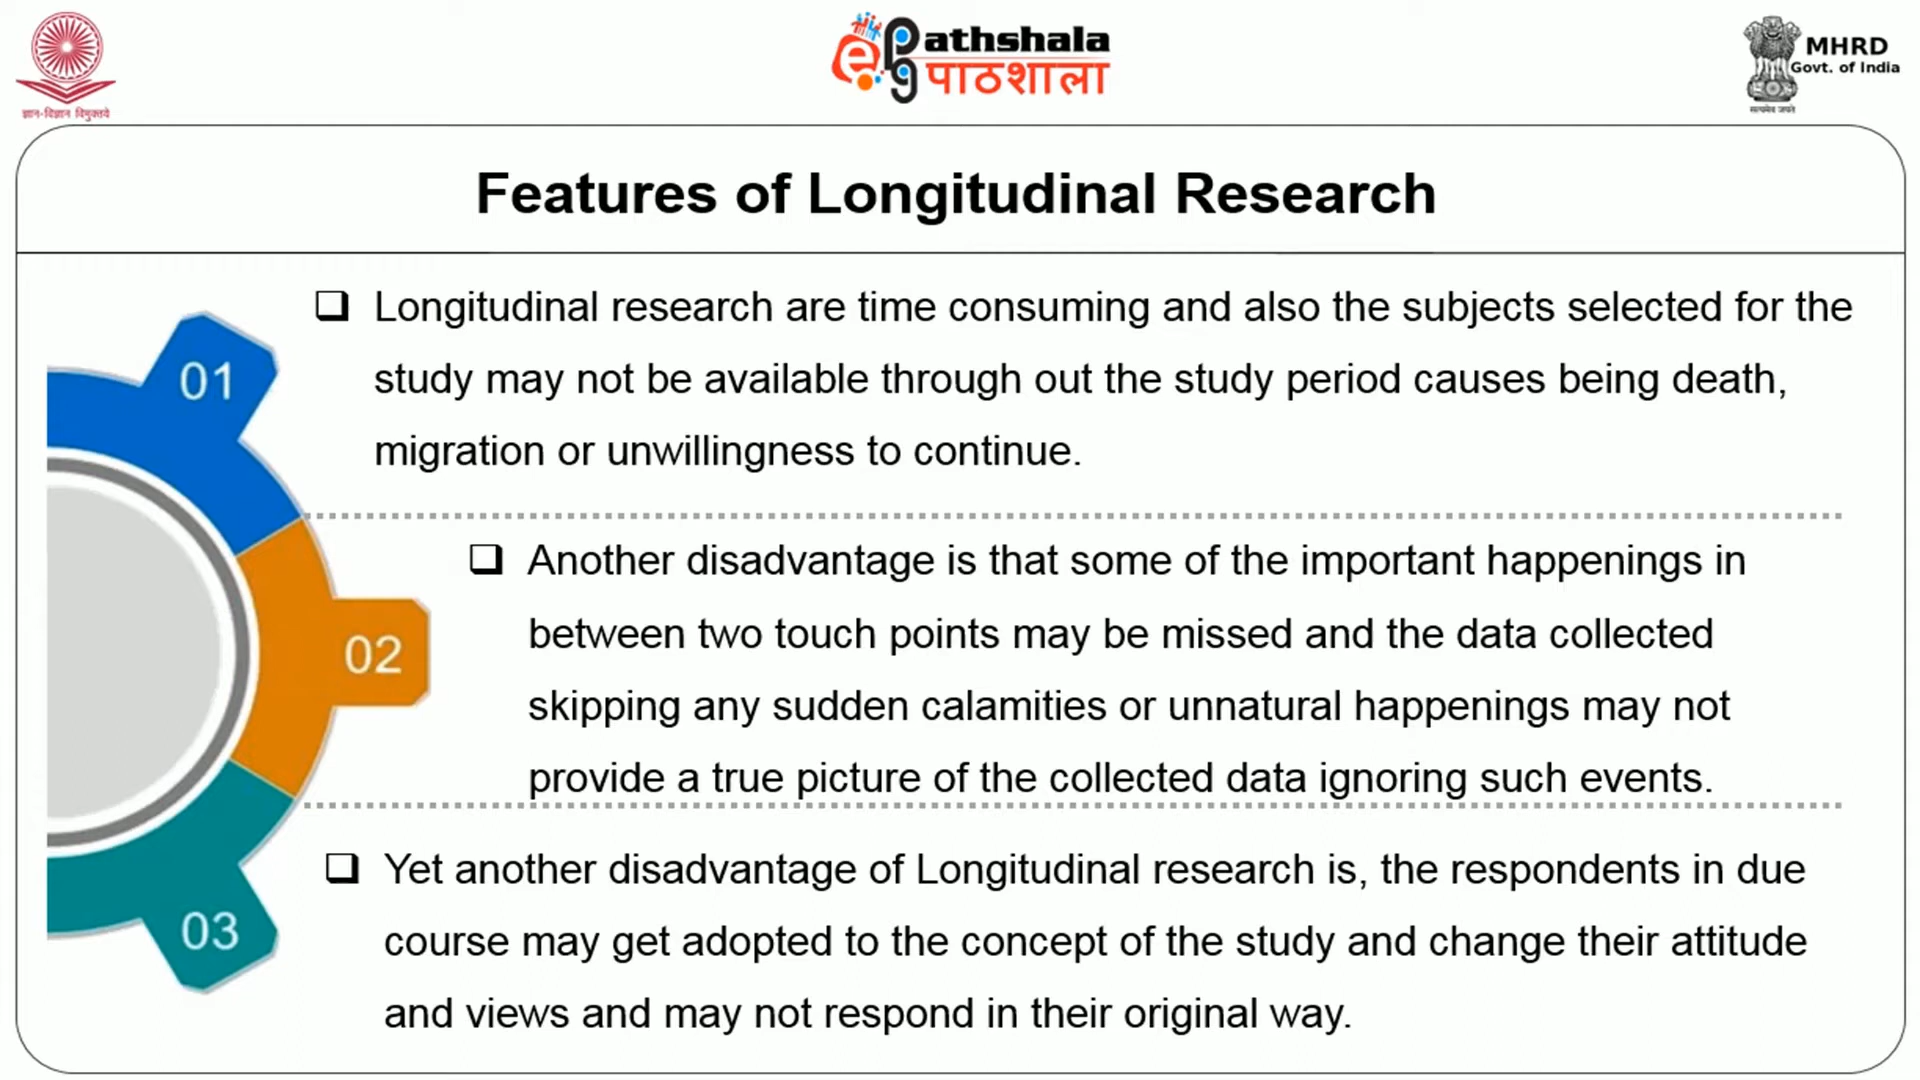 ज्ञान-विज्ञान विमुक्तये
e pg Pathshala
पाठशाला
MHRD
Govt. of India
सत्यमेव जयते
Features of Longitudinal Research
01
❑ Longitudinal research are time consuming and also the subjects selected for the
study may not be available through out the study period causes being death,
migration or unwillingness to continue.
02
❑ Another disadvantage is that some of the important happenings in
between two touch points may be missed and the data collected
skipping any sudden calamities or unnatural happenings may not
provide a true picture of the collected data ignoring such events.
03
❑ Yet another disadvantage of Longitudinal research is, the respondents in due
course may get adopted to the concept of the study and change their attitude
and views and may not respond in their original way.